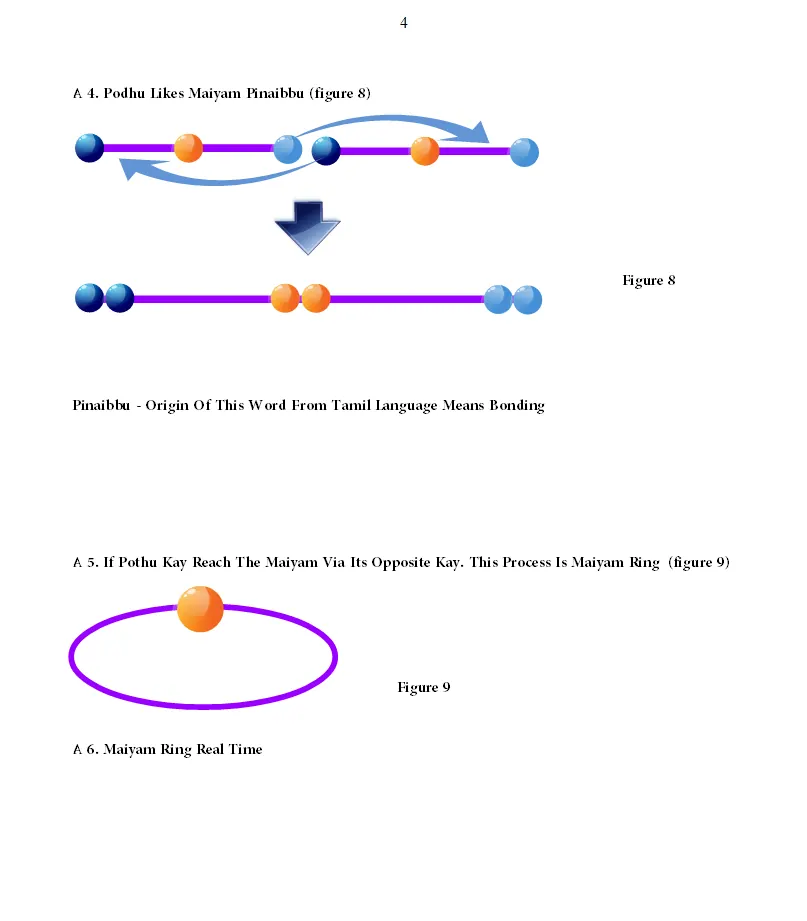 4
A 4. Podhu Likes Maiyam Pinaibbu (figure 8)
Figure 8
Pinaibbu - Origin Of This Word From Tamil Language Means Bonding
A 5. If Pothu Kay Reach The Maiyam Via Its Opposite Kay. This Process Is Maiyam Ring (figure 9)
Figure 9
A 6. Maiyam Ring Real Time